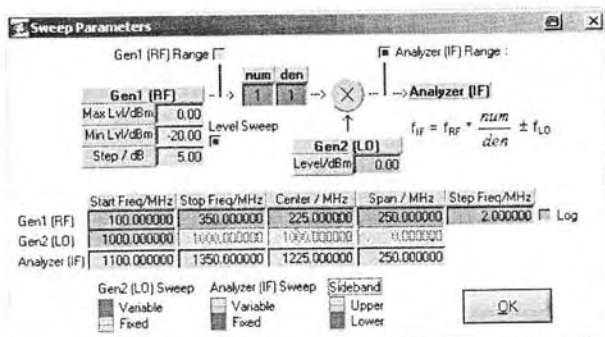 Sweep Parameters
Gen1 (RF) Range
Analyzer (IF) Range :
num den
Gen1 (RF)
1 1
Analyzer (IF)
Max Lvl/dBm 0.00
Min Lvl/dBm -20.00
Level Sweep
Step / dB 5.00
Gen2 (LO)
Level/dBm 0.00
f IF = f RF * num / den ± f LO
Start Freq/MHz Stop Freq/MHz Center / MHz Span / MHz Step Freq/MHz
Gen1 (RF) 100.000000 350.000000 225.000000 250.000000 2.000000 Log
Gen2 (LO) 1000.000000 1000.000000 1000.000000 0.000000
Analyzer (IF) 1100.000000 1350.000000 1225.000000 250.000000
Gen2 (LO) Sweep Analyzer (IF) Sweep Sideband
Variable Variable Upper
Fixed Fixed Lower
OK